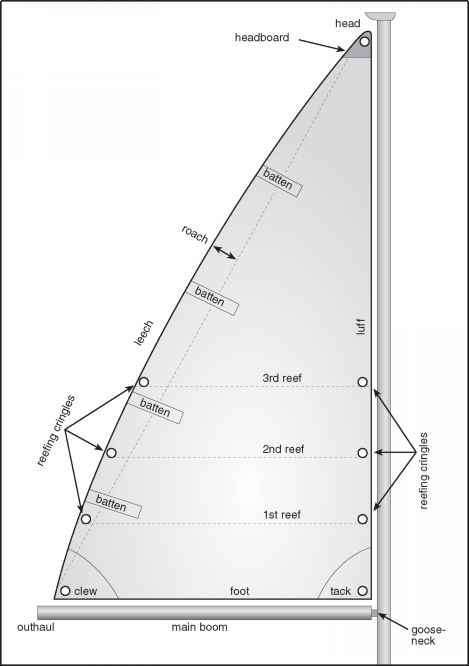 head
headboard
batten
roach
batten
leech
luff
3rd reef
batten
reefing cringles
2nd reef
reefing cringles
batten
1st reef
clew
foot
tack
outhaul
main boom
goose-
neck